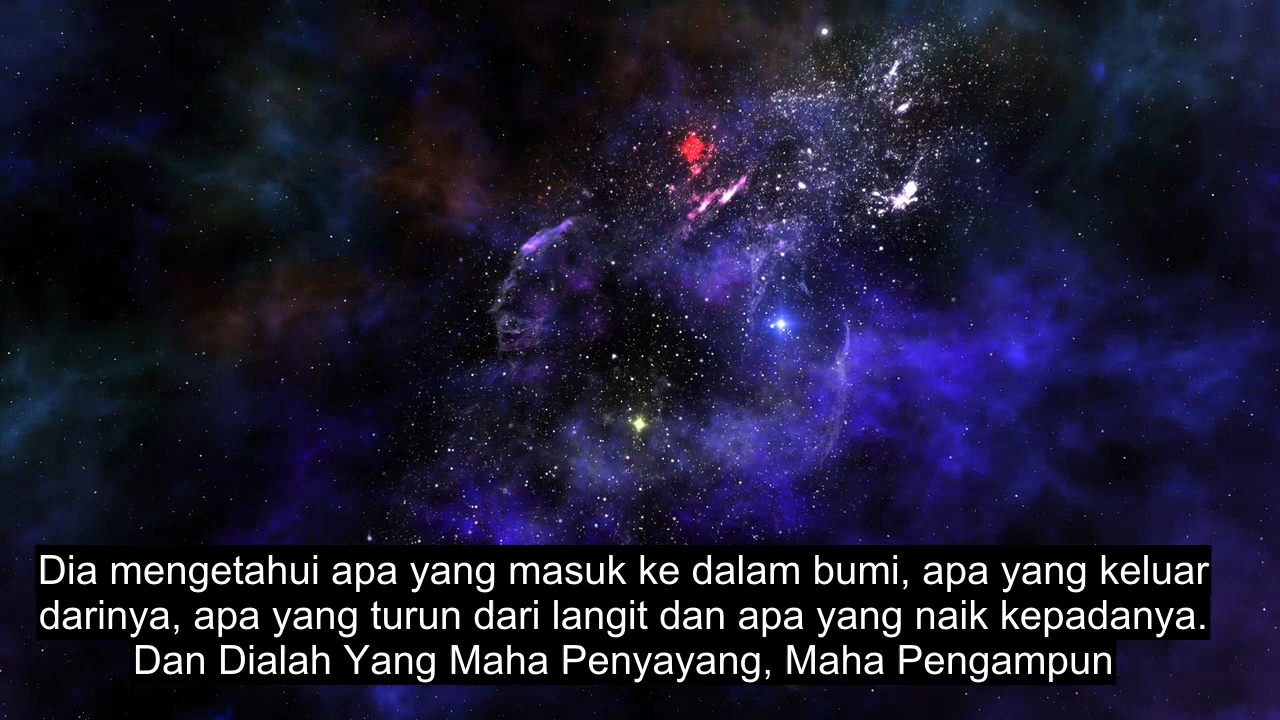 Dia mengetahui apa yang masuk ke dalam bumi, apa yang keluar
darinya, apa yang turun dari langit dan apa yang naik kepadanya.
Dan Dialah Yang Maha Penyayang, Maha Pengampun